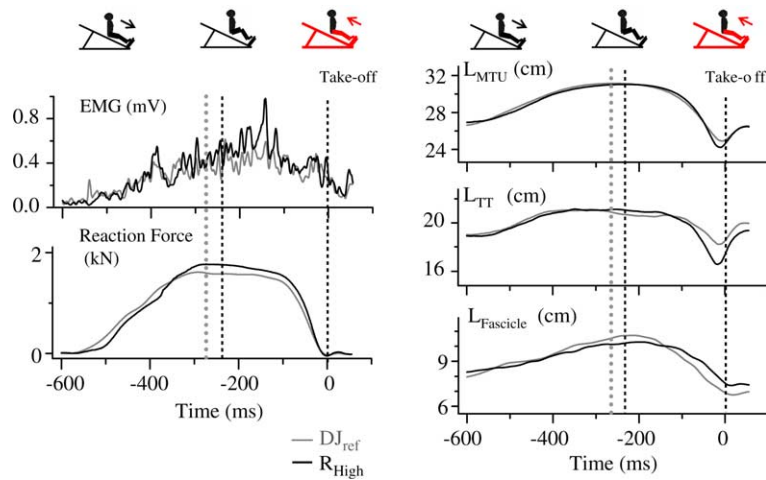 Take-off
EMG (mV)
0.8
0.4
0.0
Reaction Force
(kN)
2
0
-600 -400 -200 0
Time (ms)
DJref
RHigh
Take-off
LMTU (cm)
32
28
24
LTT (cm)
20
16
LFascicle (cm)
9
6
-600 -400 -200 0
Time (ms)